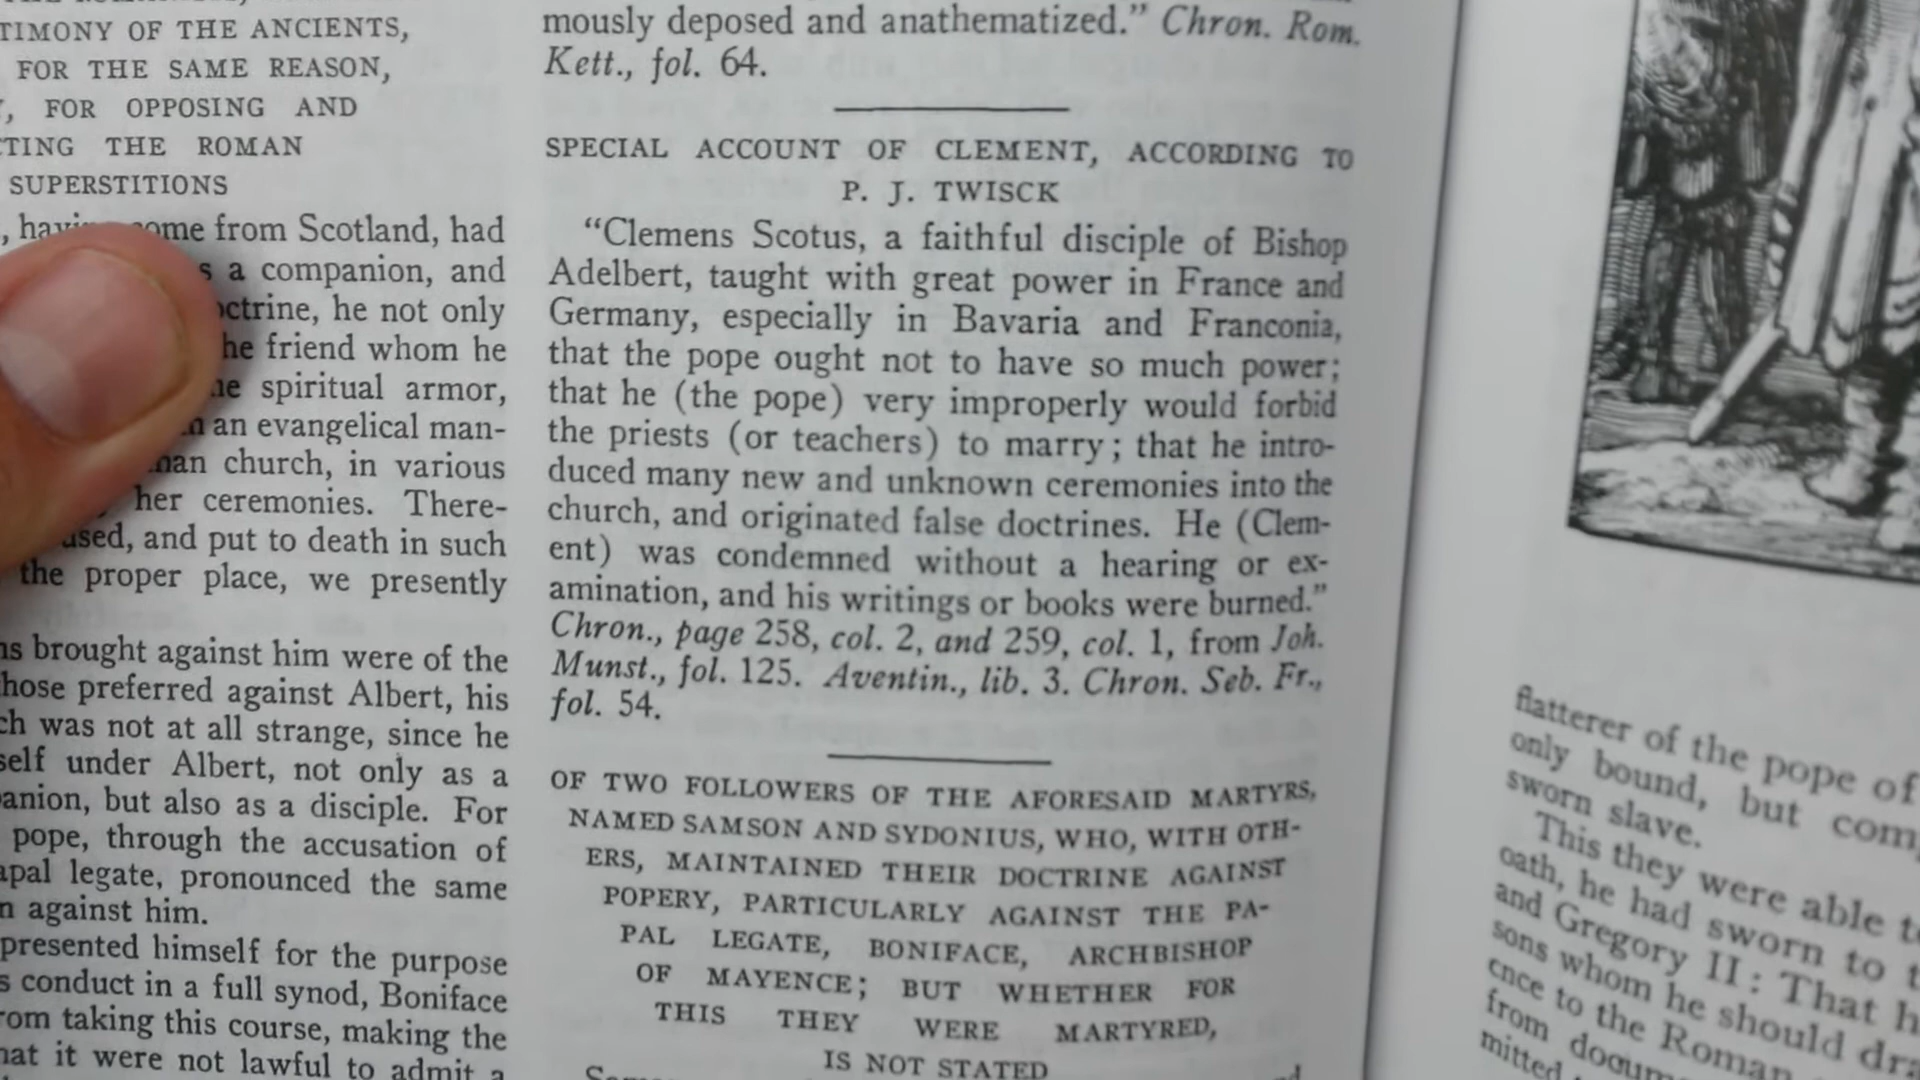 TIMONY OF THE ANCIENTS,
FOR THE SAME REASON,
FOR OPPOSING AND
THE ROMAN
SUPERSTITIONS
come from Scotland, had
s a companion, and
he not only
he friend whom he
spiritual armor,
an evangelical man-
church, in various
her ceremonies. There-
and put to death in such
the proper place, we presently
brought against him were of the
preferred against Albert, his
was not at all strange, since he
self under Albert, not only as a
but also as a disciple. For
pope, through the accusation of
legate, pronounced the same
against him.
presented himself for the purpose
conduct in a full synod, Boniface
from taking this course, making the
it were not lawful to admit a
mously deposed and anathematized.” Chron. Rom.
Kett., fol. 64.
SPECIAL ACCOUNT OF CLEMENT, ACCORDING TO
P. J. TWISCK
“Clemens Scotus, a faithful disciple of Bishop
Adelbert, taught with great power in France and
Germany, especially in Bavaria and Franconia,
that the pope ought not to have so much power;
that he (the pope) very improperly would forbid
the priests (or teachers) to marry; that he intro-
duced many new and unknown ceremonies into the
church, and originated false doctrines. He (Clem-
ent) was condemned without a hearing or ex-
amination, and his writings or books were burned.”
Chron., page 258, col. 2, and 259, col. 1, from Joh.
Munst., fol. 125. Aventin., lib. 3. Chron. Seb. Fr.,
fol. 54.
OF TWO FOLLOWERS OF THE AFORESAID MARTYRS,
NAMED SAMSON AND SYDONIUS, WHO, WITH OTH-
ERS, MAINTAINED THEIR DOCTRINE AGAINST
POPERY, PARTICULARLY AGAINST THE PA-
PAL LEGATE, BONIFACE, ARCHBISHOP
OF MAYENCE; BUT WHETHER FOR
THIS THEY WERE MARTYRED,
IS NOT STATED
flatterer of the pope of
only bound, but
sworn slave.
This they were able
oath, he had sworn to
and Gregory II: That
sons whom he should
ence to the Roman
from
mitted